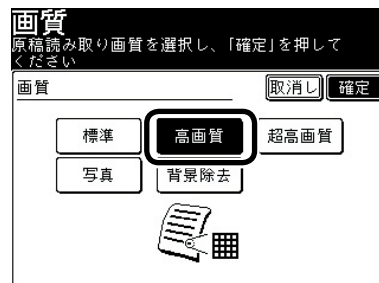 画質
原稿読み取り画質を選択し、「確定」を押して
ください
画質 取消し 確定
標準 高画質 超高画質
写真 背景除去